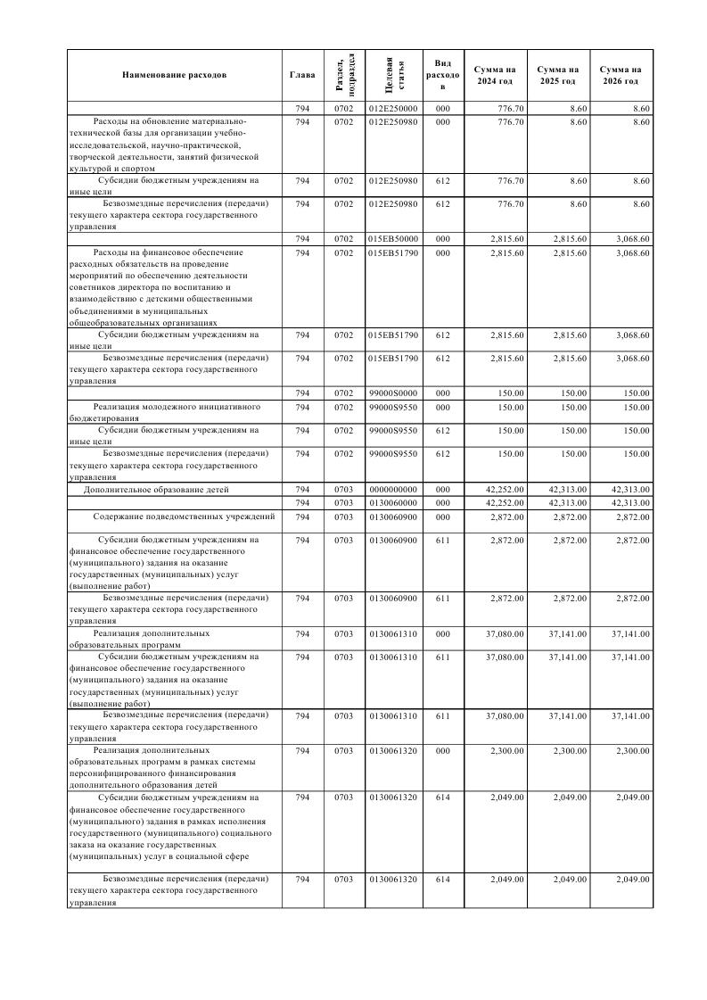 Наименование расходов Глава Раздел, подраздел Целевая статья Вид расходо в Сумма на 2024 год Сумма на 2025 год Сумма на 2026 год
794 0702 012E250000 000 776.70 8.60 8.60
Расходы на обновление материально- 794 0702 012E250980 000 776.70 8.60 8.60
технической базы для организации учебно-
исследовательской, научно-практической,
творческой деятельности, занятий физической
культурой и спортом
Субсидии бюджетным учреждениям на 794 0702 012E250980 612 776.70 8.60 8.60
иные цели
Безвозмездные перечисления (передачи) 794 0702 012E250980 612 776.70 8.60 8.60
текущего характера сектора государственного
управления
794 0702 015EB50000 000 2,815.60 2,815.60 3,068.60
Расходы на финансовое обеспечение 794 0702 015EB51790 000 2,815.60 2,815.60 3,068.60
расходных обязательств на проведение
мероприятий по обеспечению деятельности
советников директора по воспитанию и
взаимодействию с детскими общественными
объединениями в муниципальных
общеобразовательных организациях
Субсидии бюджетным учреждениям на 794 0702 015EB51790 612 2,815.60 2,815.60 3,068.60
иные цели
Безвозмездные перечисления (передачи) 794 0702 015EB51790 612 2,815.60 2,815.60 3,068.60
текущего характера сектора государственного
управления
794 0702 99000S0000 000 150.00 150.00 150.00
Реализация молодежного инициативного 794 0702 99000S9550 000 150.00 150.00 150.00
бюджетирования
Субсидии бюджетным учреждениям на 794 0702 99000S9550 612 150.00 150.00 150.00
иные цели
Безвозмездные перечисления (передачи) 794 0702 99000S9550 612 150.00 150.00 150.00
текущего характера сектора государственного
управления
Дополнительное образование детей 794 0703 0000000000 000 42,252.00 42,313.00 42,313.00
794 0703 0130060000 000 42,252.00 42,313.00 42,313.00
Содержание подведомственных учреждений 794 0703 0130060900 000 2,872.00 2,872.00 2,872.00
Субсидии бюджетным учреждениям на 794 0703 0130060900 611 2,872.00 2,872.00 2,872.00
финансовое обеспечение государственного
(муниципального) задания на оказание
государственных (муниципальных) услуг
(выполнение работ)
Безвозмездные перечисления (передачи) 794 0703 0130060900 611 2,872.00 2,872.00 2,872.00
текущего характера сектора государственного
управления
Реализация дополнительных 794 0703 0130061310 000 37,080.00 37,141.00 37,141.00
образовательных программ
Субсидии бюджетным учреждениям на 794 0703 0130061310 611 37,080.00 37,141.00 37,141.00
финансовое обеспечение государственного
(муниципального) задания на оказание
государственных (муниципальных) услуг
(выполнение работ)
Безвозмездные перечисления (передачи) 794 0703 0130061310 611 37,080.00 37,141.00 37,141.00
текущего характера сектора государственного
управления
Реализация дополнительных 794 0703 0130061320 000 2,300.00 2,300.00 2,300.00
образовательных программ в рамках системы
персонифицированного финансирования
дополнительного образования детей
Субсидии бюджетным учреждениям на 794 0703 0130061320 614 2,049.00 2,049.00 2,049.00
финансовое обеспечение государственного
(муниципального) задания в рамках исполнения
государственного (муниципального) социального
заказа на оказание государственных
(муниципальных) услуг в социальной сфере
Безвозмездные перечисления (передачи) 794 0703 0130061320 614 2,049.00 2,049.00 2,049.00
текущего характера сектора государственного
управления